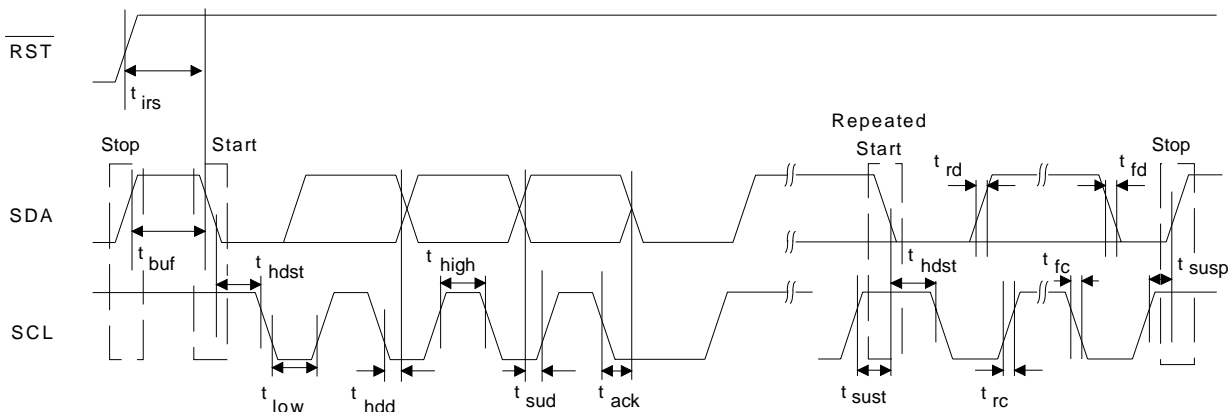 RST
t irs
Stop
Start
Repeated
Start
Stop
t rd
t fd
SDA
t buf
t hdst
t high
t hdst
t fc
t susp
SCL
t low
t hdd
t sud
t ack
t sust
t rc